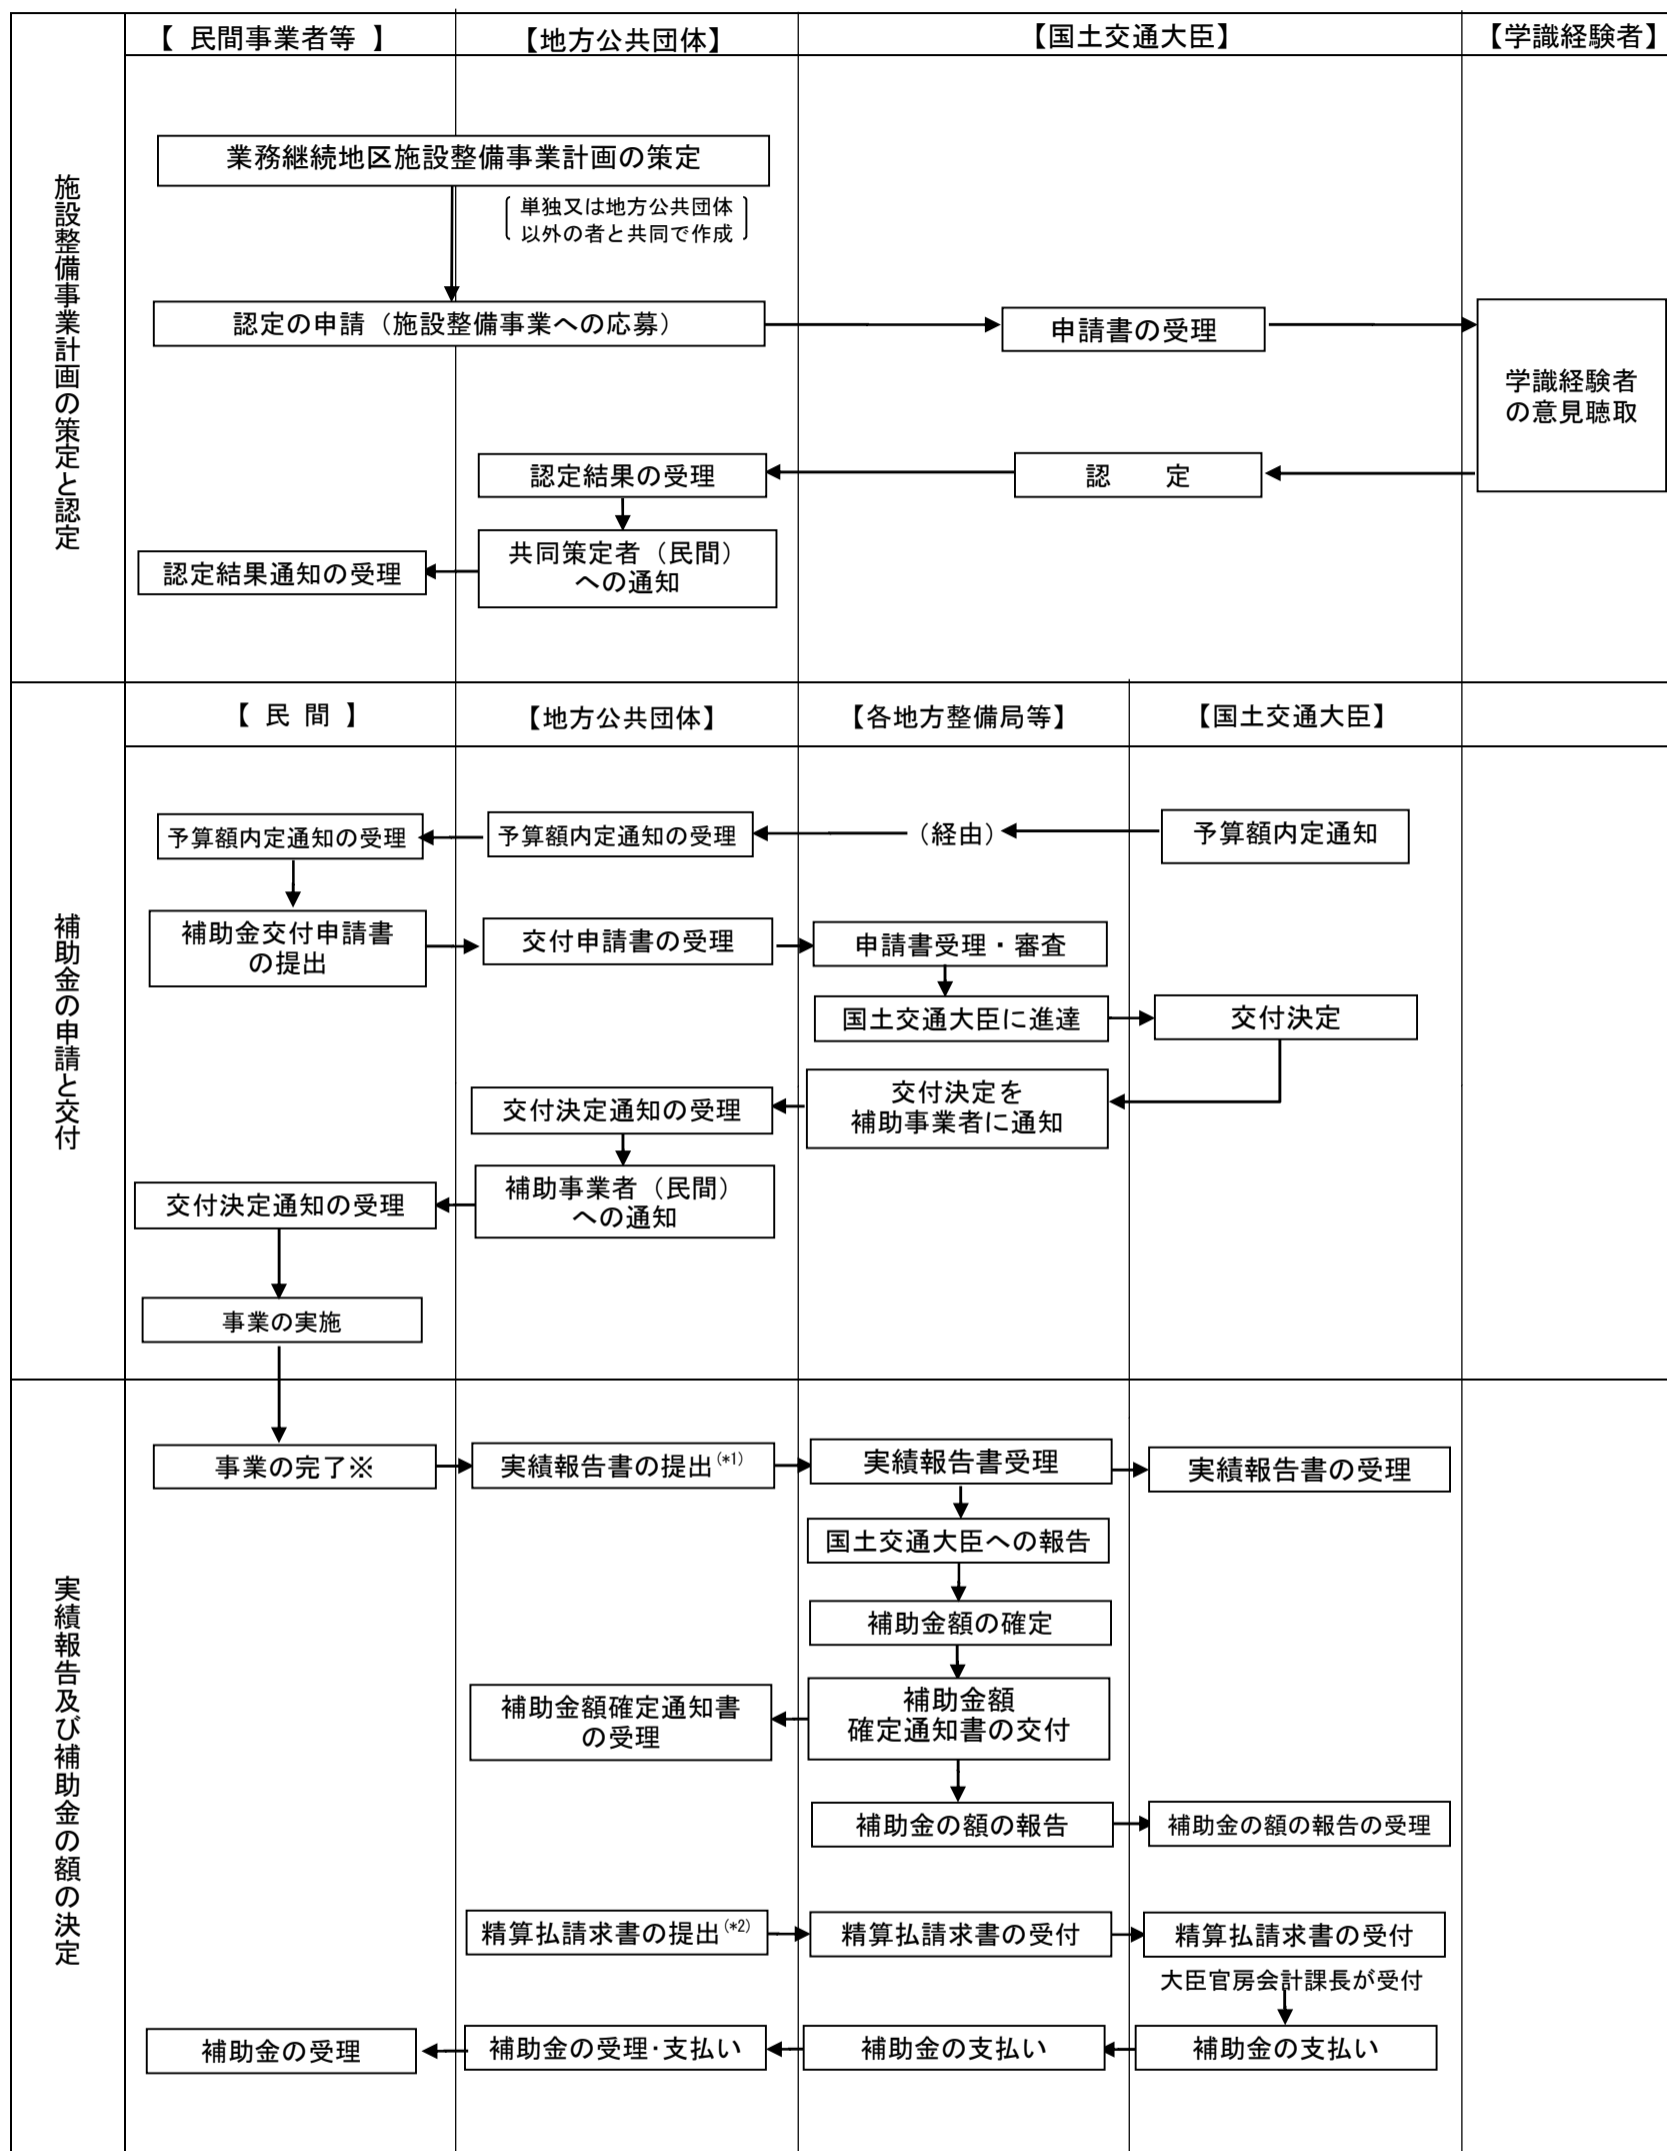 【 民間事業者等 】
【地方公共団体】
【国土交通大臣】
【学識経験者】
施設整備事業計画の策定と認定
業務継続地区施設整備事業計画の策定
単独又は地方公共団体
以外の者と共同で作成
認定の申請（施設整備事業への応募）
申請書の受理
学識経験者
の意見聴取
認定結果の受理
認　　定
共同策定者（民間）
への通知
認定結果通知の受理
【 民 間 】
【地方公共団体】
【各地方整備局等】
【国土交通大臣】
補助金の申請と交付
予算額内定通知の受理
予算額内定通知の受理
（経由）
予算額内定通知
補助金交付申請書
の提出
交付申請書の受理
申請書受理・審査
国土交通大臣に進達
交付決定
交付決定を
補助事業者に通知
交付決定通知の受理
補助事業者（民間）
への通知
交付決定通知の受理
事業の実施
実績報告及び補助金の額の決定
事業の完了※
実績報告書の提出(*1)
実績報告書受理
実績報告書の受理
国土交通大臣への報告
補助金額の確定
補助金額
確定通知書の交付
補助金額確定通知書
の受理
補助金の額の報告
補助金の額の報告の受理
精算払請求書の提出(*2)
精算払請求書の受付
精算払請求書の受付
大臣官房会計課長が受付
補助金の受理
補助金の受理･支払い
補助金の支払い
補助金の支払い